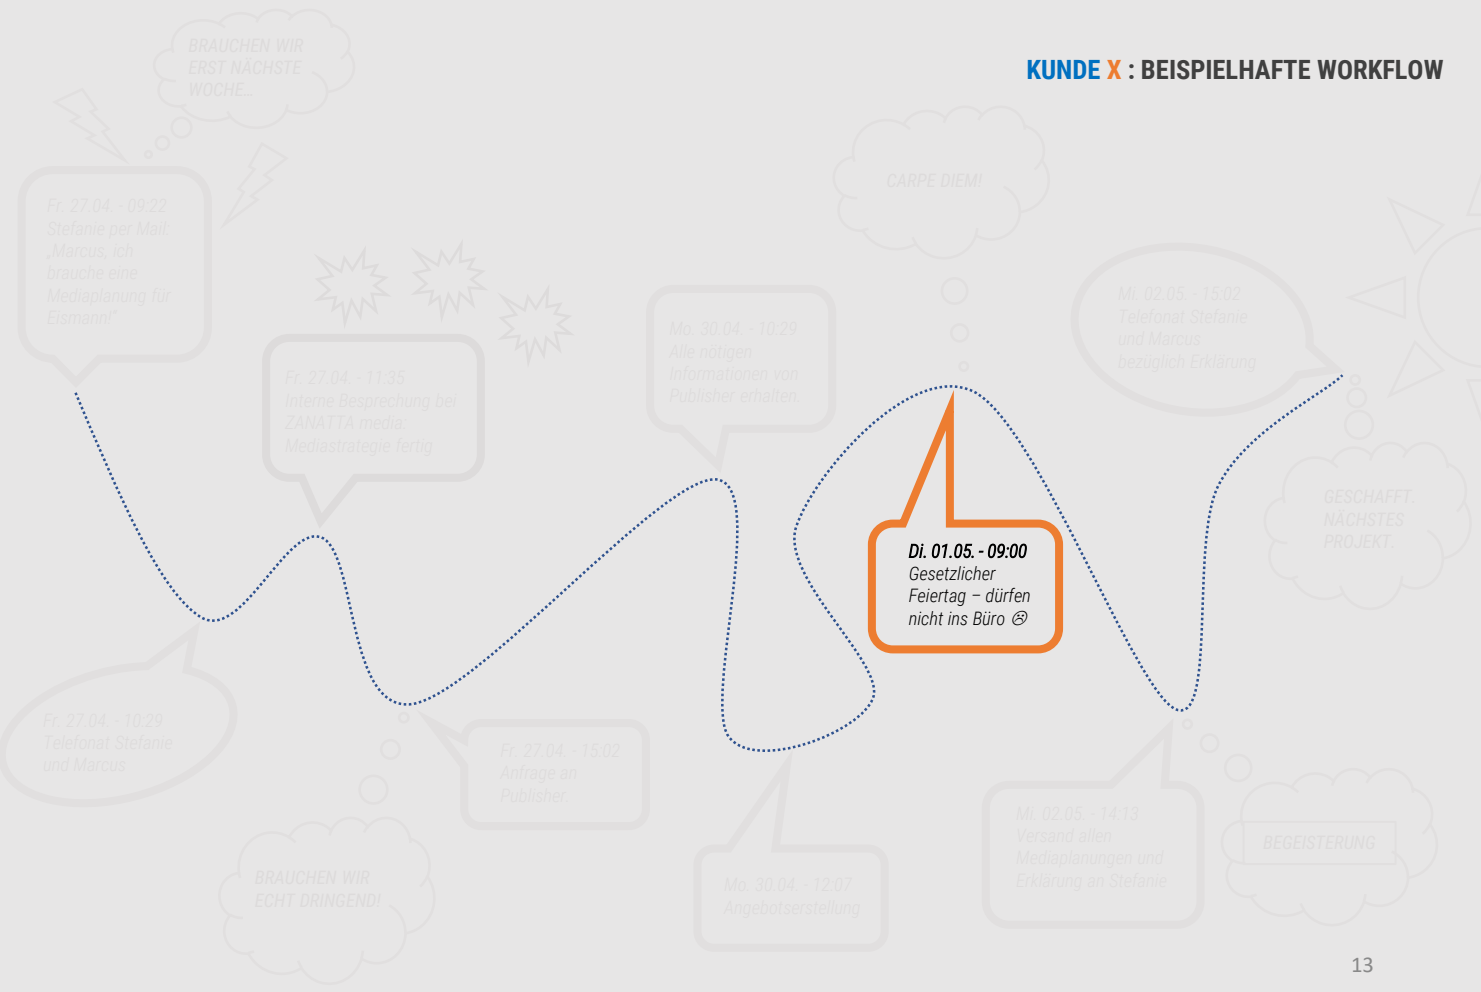 KUNDE X : BEISPIELHAFTE WORKFLOW
BRAUCHEN WIR
ERST NÄCHSTE
WOCHE…
Fr. 27.04. - 09:22
Stefanie per Mail:
„Marcus, ich
brauche eine
Mediaplanung für
Eismann!“
Fr. 27.04. - 10:29
Telefonat Stefanie
und Marcus
Fr. 27.04. - 11:35
Interne Besprechung bei
ZANATTA media:
Mediastrategie fertig
BRAUCHEN WIR
ECHT DRINGEND!
Fr. 27.04. - 15:02
Anfrage an
Publisher.
Mo. 30.04. - 10:29
Alle nötigen
Informationen von
Publisher erhalten.
Mo. 30.04. - 12:07
Angebotserstellung
CARPE DIEM!
Di. 01.05. - 09:00
Gesetzlicher
Feiertag – dürfen
nicht ins Büro ☹
Mi. 02.05. - 14:13
Versand allen
Mediaplanungen und
Erklärung an Stefanie
BEGEISTERUNG
Mi. 02.05. - 15:02
Telefonat Stefanie
und Marcus
bezüglich Erklärung
GESCHAFFT.
NÄCHSTES
PROJEKT.
13